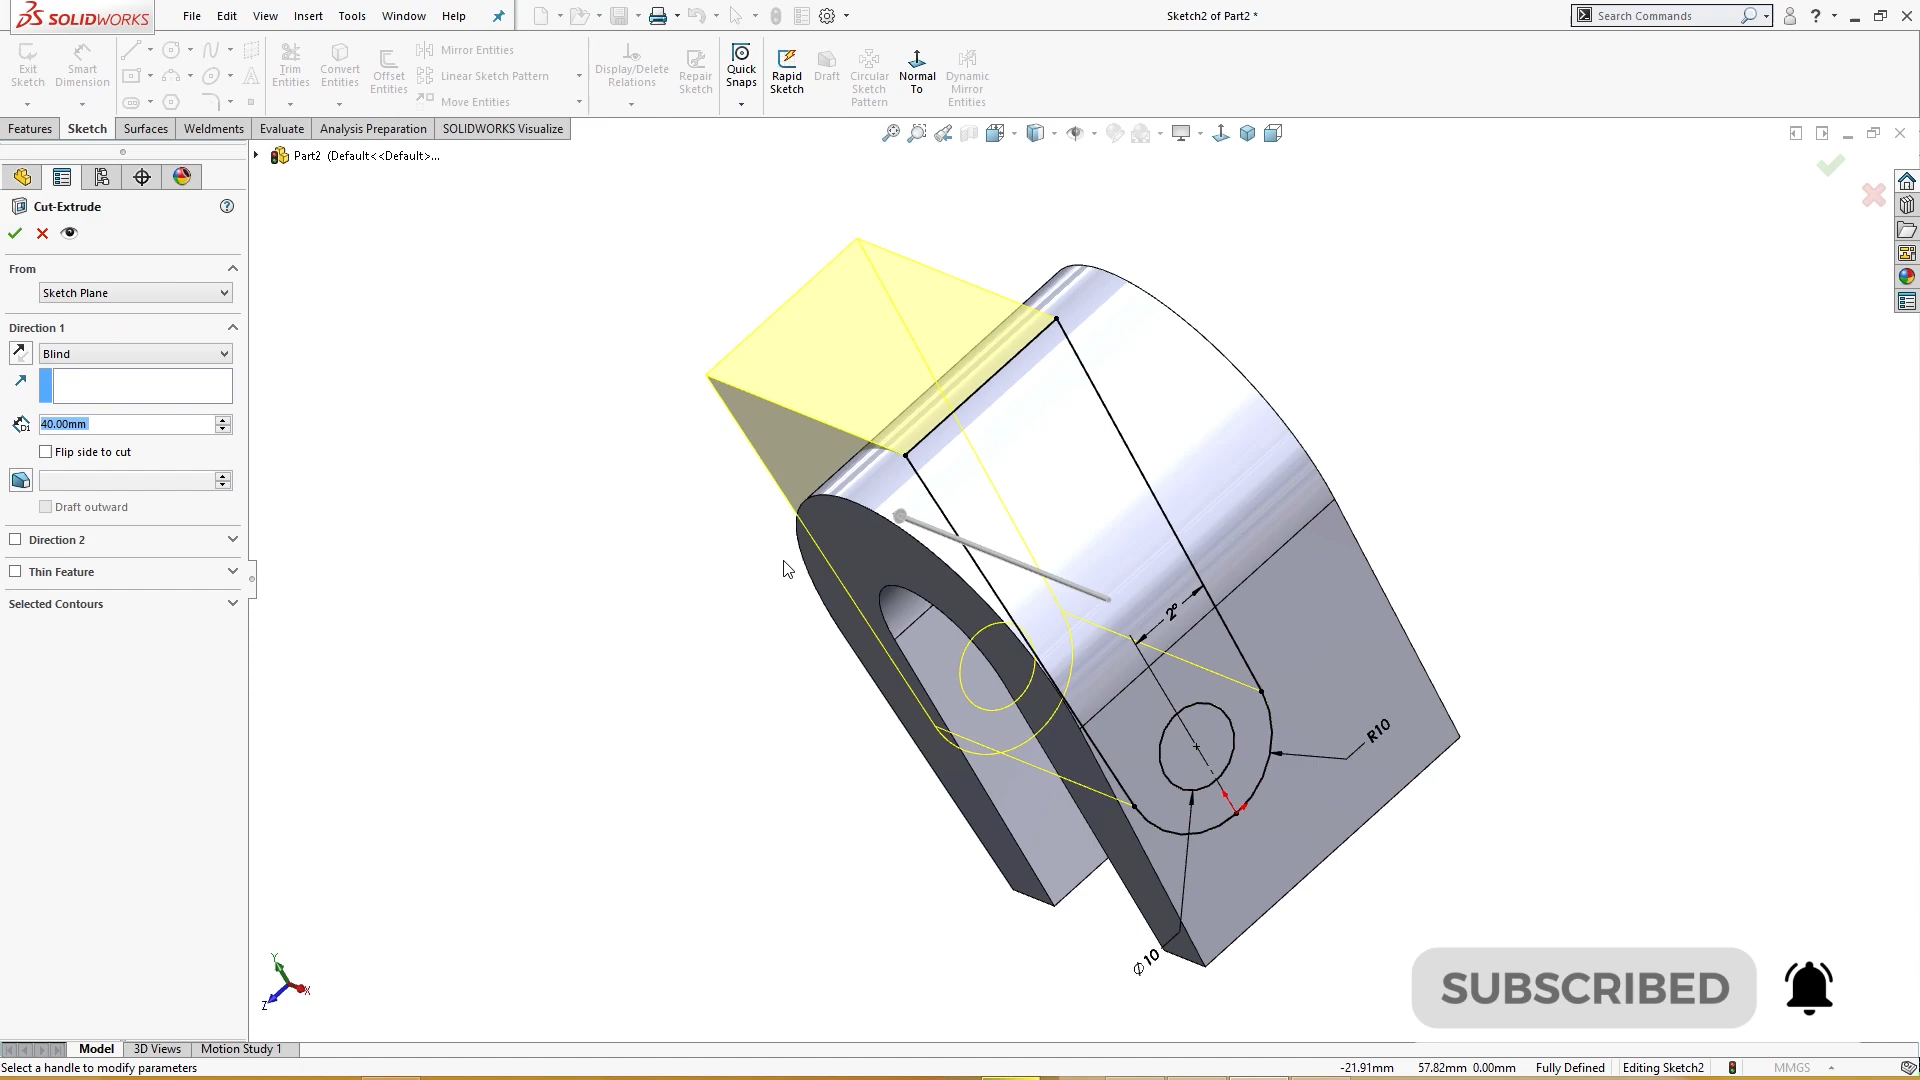 SOLIDWORKS
File Edit View Insert Tools Window Help
Sketch2 of Part2 *
Search Commands
Exit Sketch
Smart Dimension
Trim Entities
Convert Entities
Offset Entities
Mirror Entities
Linear Sketch Pattern
Move Entities
Display/Delete Relations
Repair Sketch
Quick Snaps
Rapid Sketch
Draft
Circular Sketch Pattern
Normal To
Dynamic Mirror Entities
Features Sketch Surfaces Weldments Evaluate Analysis Preparation SOLIDWORKS Visualize
Part2 (Default<<Default>...
Cut-Extrude
From
Sketch Plane
Direction 1
Blind
40.00mm
Flip side to cut
Draft outward
Direction 2
Thin Feature
Selected Contours
2°
R10
Φ10
Y
X
Z
SUBSCRIBED
Model 3D Views Motion Study 1
Select a handle to modify parameters
-21.91mm 57.82mm 0.00mm Fully Defined Editing Sketch2 MMGS